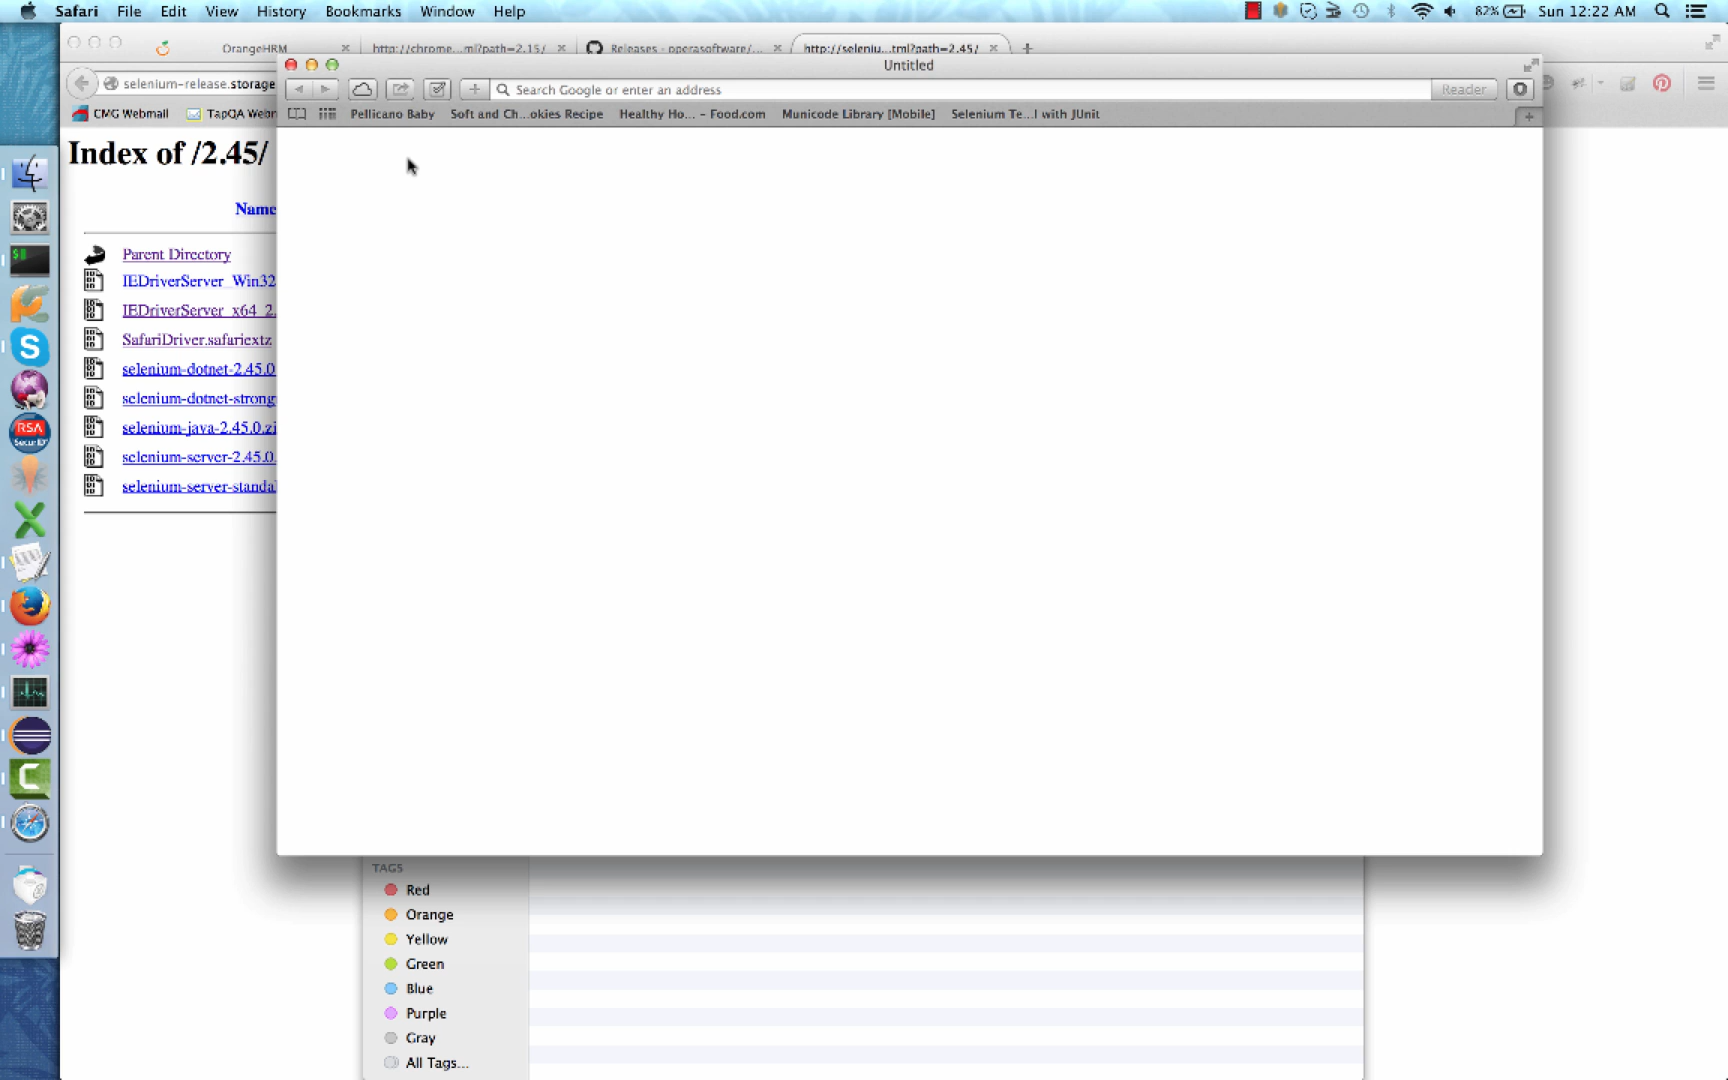 Safari File Edit View History Bookmarks Window Help
82% Sun 12:22 AM
OrangeHRM
http://chrome...ml?path=2.15/
Releases · operasoftware/...
http://seleniu...tml?path=2.45/
Untitled
selenium-release.storage
Search Google or enter an address
Reader
CMG Webmail
TapQA Webm
Pellicano Baby Soft and Ch...okies Recipe Healthy Ho... – Food.com Municode Library [Mobile] Selenium Te...l with JUnit
Index of /2.45/
Name
Parent Directory
IEDriverServer_Win32
IEDriverServer_x64_2.
SafariDriver.safariextz
selenium-dotnet-2.45.0
selenium-dotnet-strong
selenium-java-2.45.0.zi
selenium-server-2.45.0.
selenium-server-standal
RSA
SecurID
TAGS
Red
Orange
Yellow
Green
Blue
Purple
Gray
All Tags...